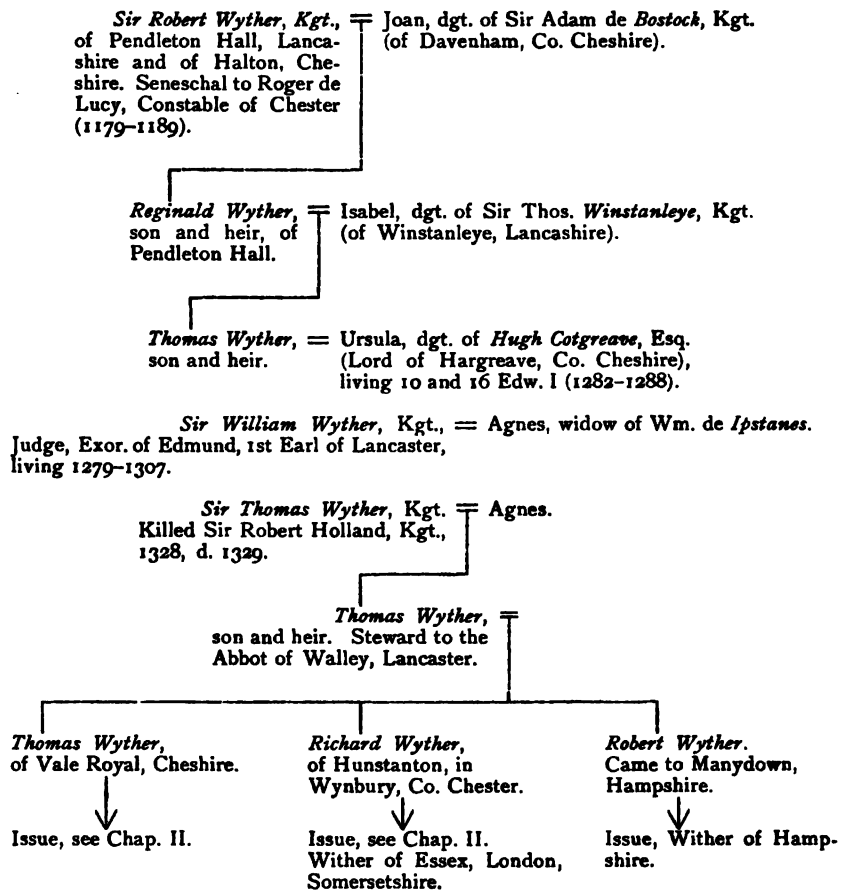 Sir Robert Wyther, Kgt., = Joan, dgt. of Sir Adam de Bostock, Kgt.
of Pendleton Hall, Lanca- (of Davenham, Co. Cheshire).
shire and of Halton, Che-
shire. Seneschal to Roger de
Lucy, Constable of Chester
(1179–1189).
Reginald Wyther, = Isabel, dgt. of Sir Thos. Winstanleye, Kgt.
son and heir, of (of Winstanleye, Lancashire).
Pendleton Hall.
Thomas Wyther, = Ursula, dgt. of Hugh Cotgreave, Esq.
son and heir. (Lord of Hargreave, Co. Cheshire),
living 10 and 16 Edw. I (1282–1288).
Sir William Wyther, Kgt., = Agnes, widow of Wm. de Ipstanes.
Judge, Exor. of Edmund, 1st Earl of Lancaster,
living 1279–1307.
Sir Thomas Wyther, Kgt. = Agnes.
Killed Sir Robert Holland, Kgt.,
1328, d. 1329.
Thomas Wyther, =
son and heir. Steward to the
Abbot of Walley, Lancaster.
Thomas Wyther,
of Vale Royal, Cheshire.
Issue, see Chap. II.
Richard Wyther,
of Hunstanton, in
Wynbury, Co. Chester.
Issue, see Chap. II.
Wither of Essex, London,
Somersetshire.
Robert Wyther.
Came to Manydown,
Hampshire.
Issue, Wither of Hamp-
shire.